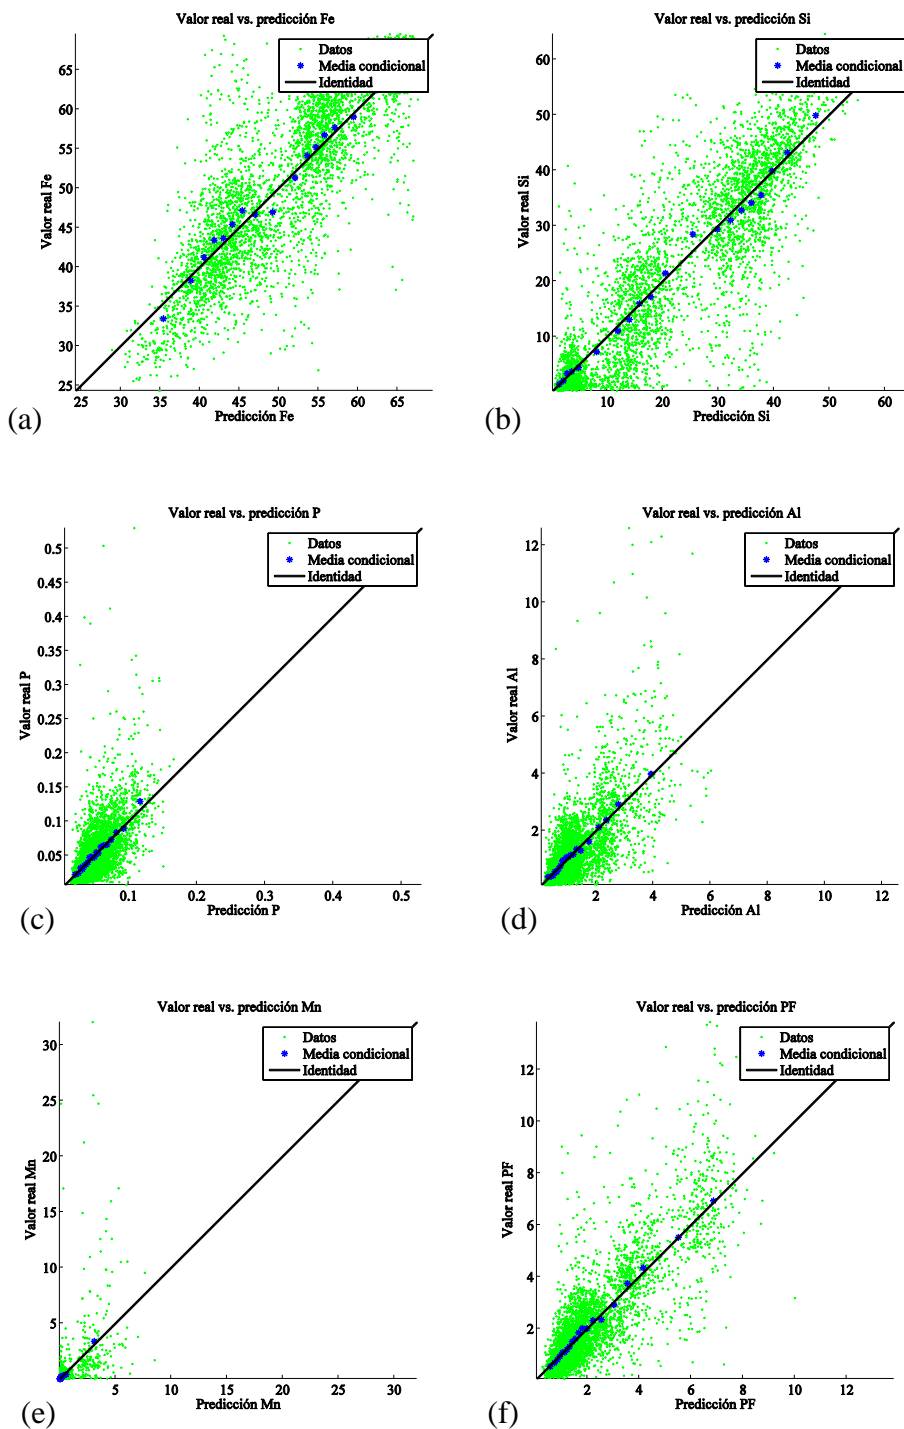 Valor real vs. predicción Fe
Datos
Media condicional
Identidad
Valor real Fe
65
60
55
50
45
40
35
30
25
25 30 35 40 45 50 55 60 65
Predicción Fe
(a)
Valor real vs. predicción Si
Datos
Media condicional
Identidad
Valor real Si
60
50
40
30
20
10
10 20 30 40 50 60
Predicción Si
(b)
Valor real vs. predicción P
Datos
Media condicional
Identidad
Valor real P
0.5
0.45
0.4
0.35
0.3
0.25
0.2
0.15
0.1
0.05
0.1 0.2 0.3 0.4 0.5
Predicción P
(c)
Valor real vs. predicción Al
Datos
Media condicional
Identidad
Valor real Al
12
10
8
6
4
2
2 4 6 8 10 12
Predicción Al
(d)
Valor real vs. predicción Mn
Datos
Media condicional
Identidad
Valor real Mn
30
25
20
15
10
5
5 10 15 20 25 30
Predicción Mn
(e)
Valor real vs. predicción PF
Datos
Media condicional
Identidad
Valor real PF
12
10
8
6
4
2
2 4 6 8 10 12
Predicción PF
(f)